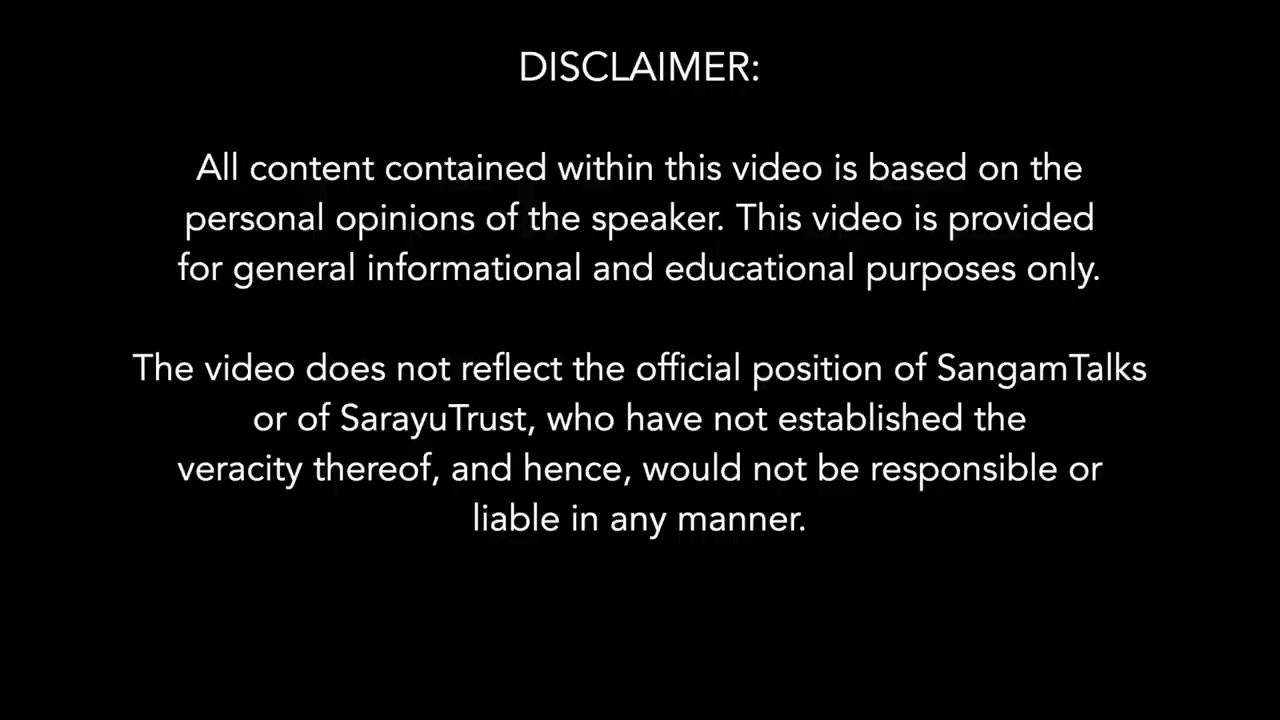 DISCLAIMER:
All content contained within this video is based on the
personal opinions of the speaker. This video is provided
for general informational and educational purposes only.
The video does not reflect the official position of SangamTalks
or of SarayuTrust, who have not established the
veracity thereof, and hence, would not be responsible or
liable in any manner.